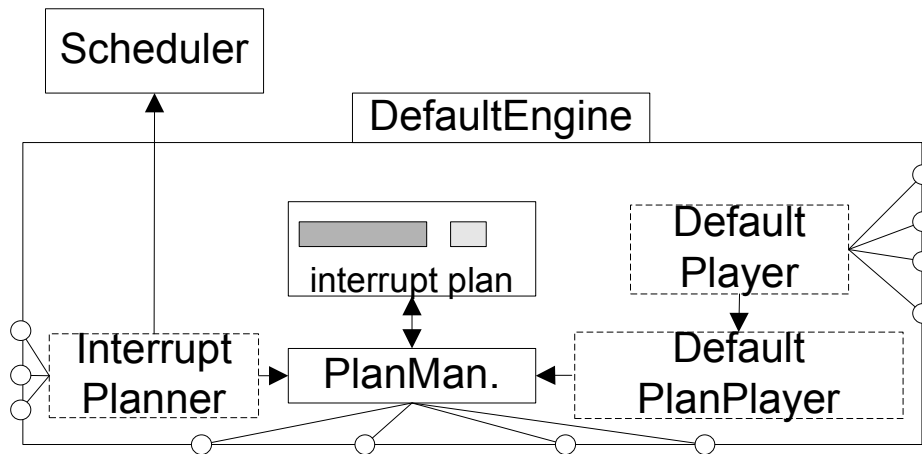 Scheduler
DefaultEngine
interrupt plan
Default
Player
Interrupt
Planner
PlanMan.
Default
PlanPlayer